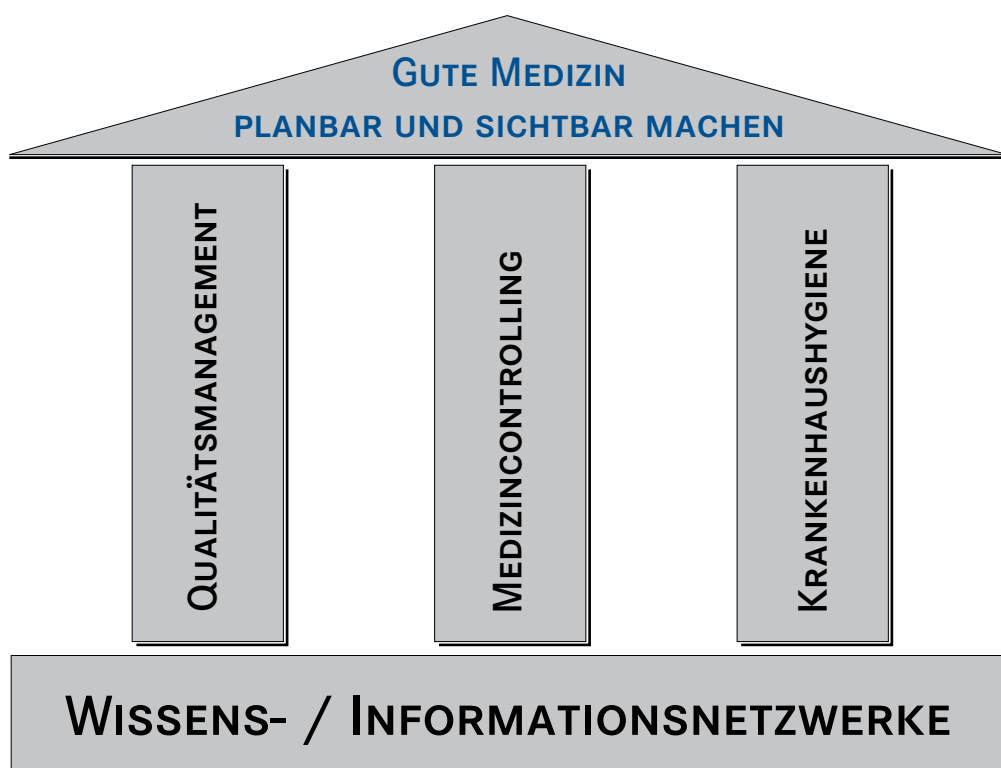 Gute Medizin
planbar und sichtbar machen
Qualitätsmanagement
Medizincontrolling
Krankenhaushygiene
Wissens- / Informationsnetzwerke